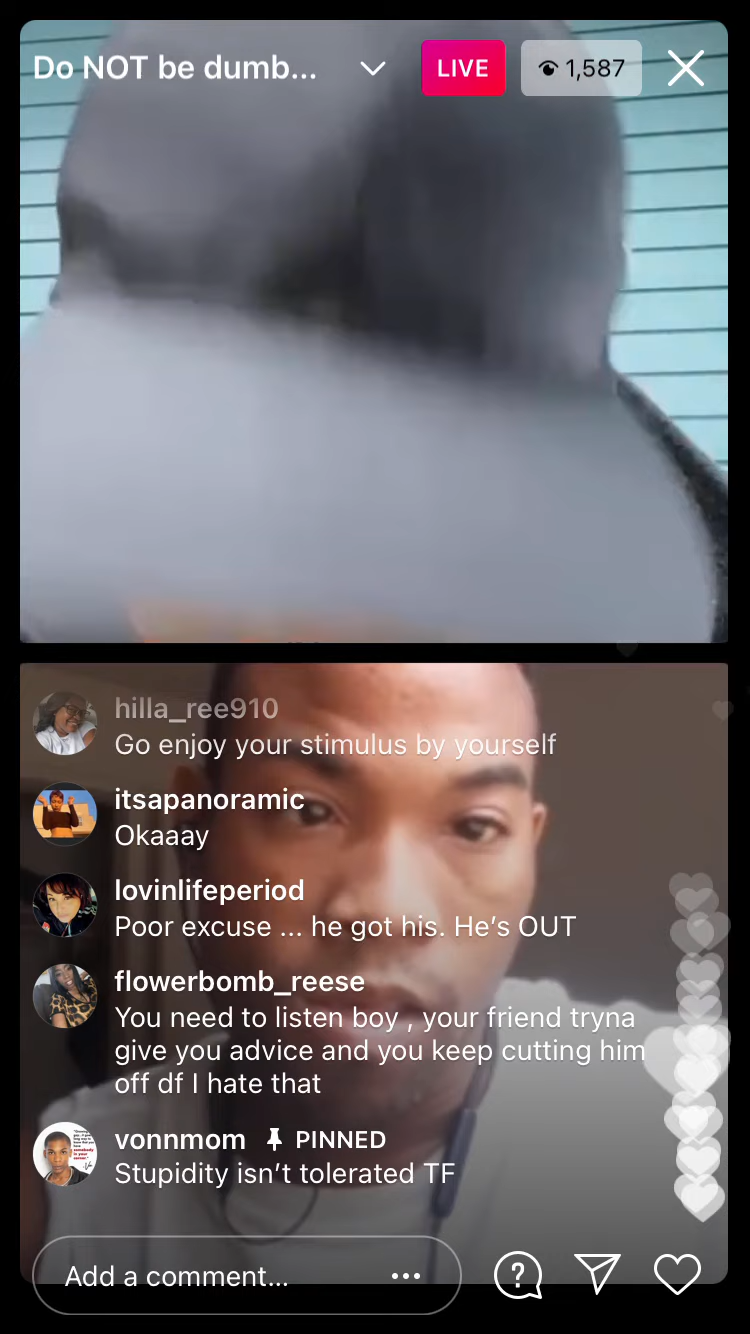 Do NOT be dumb...
LIVE
1,587
hilla_ree910
Go enjoy your stimulus by yourself
itsapanoramic
Okaaay
lovinlifeperiod
Poor excuse ... he got his. He’s OUT
flowerbomb_reese
You need to listen boy , your friend tryna
give you advice and you keep cutting him
off df I hate that
vonnmom PINNED
Stupidity isn’t tolerated TF
Add a comment...